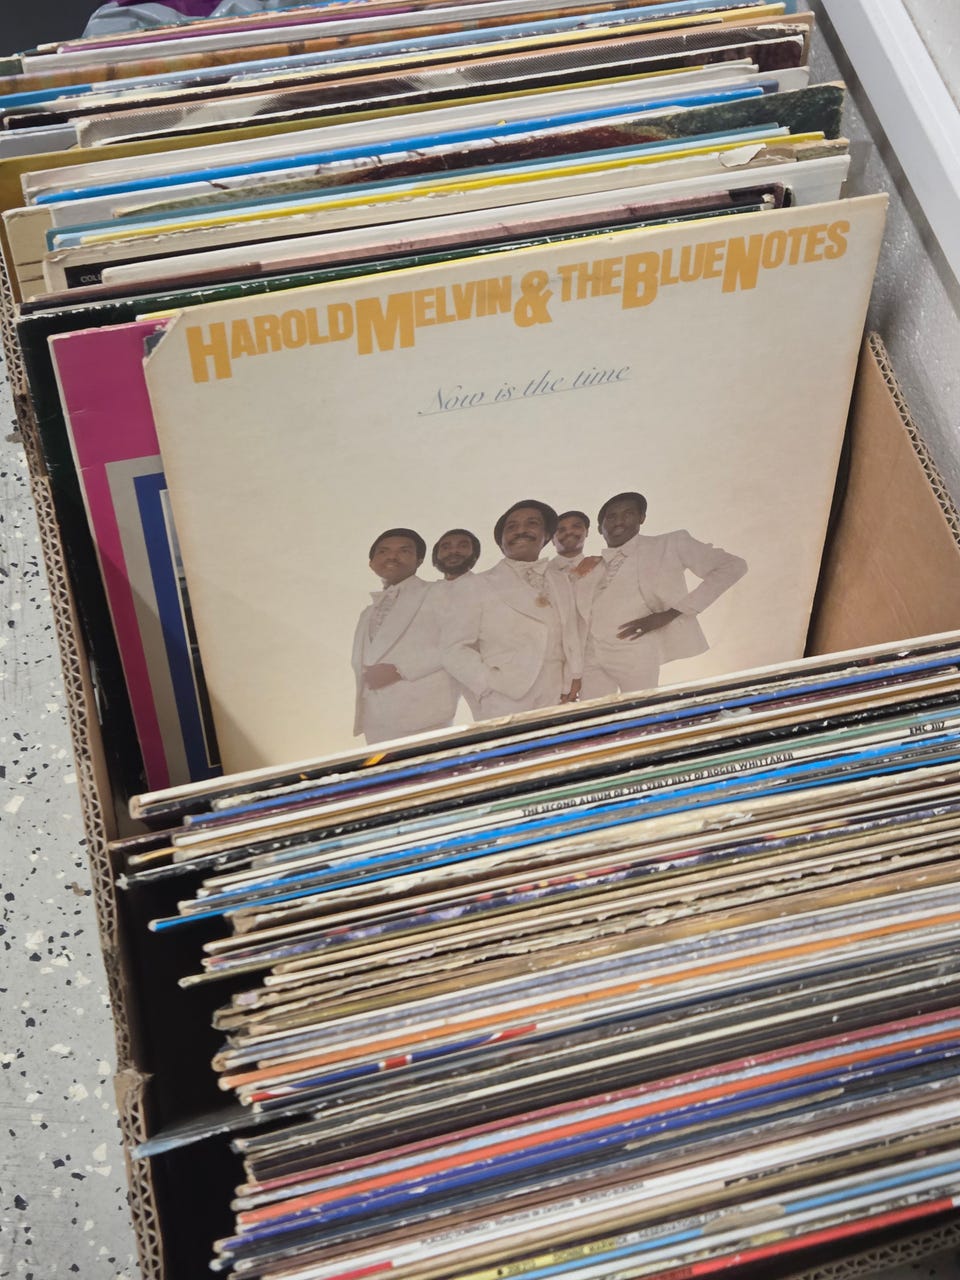 HAROLD MELVIN & THE BLUE NOTES
Now is the time
THE SECOND ALBUM OF THE VERY BEST OF ROGER WHITTAKER